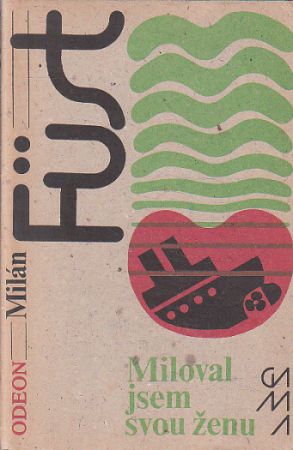 ODEON
Milán
Füst
Miloval
jsem
svou ženu
GAMA